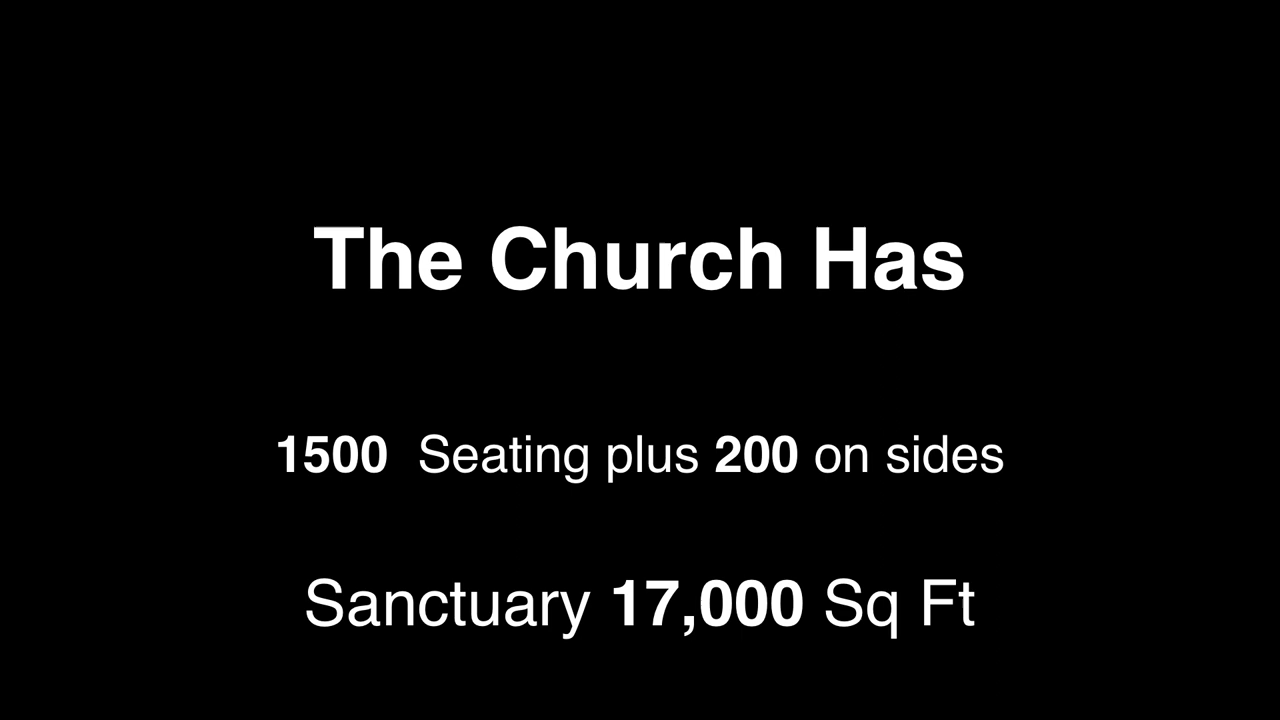 The Church Has
1500  Seating plus 200 on sides
Sanctuary 17,000 Sq Ft